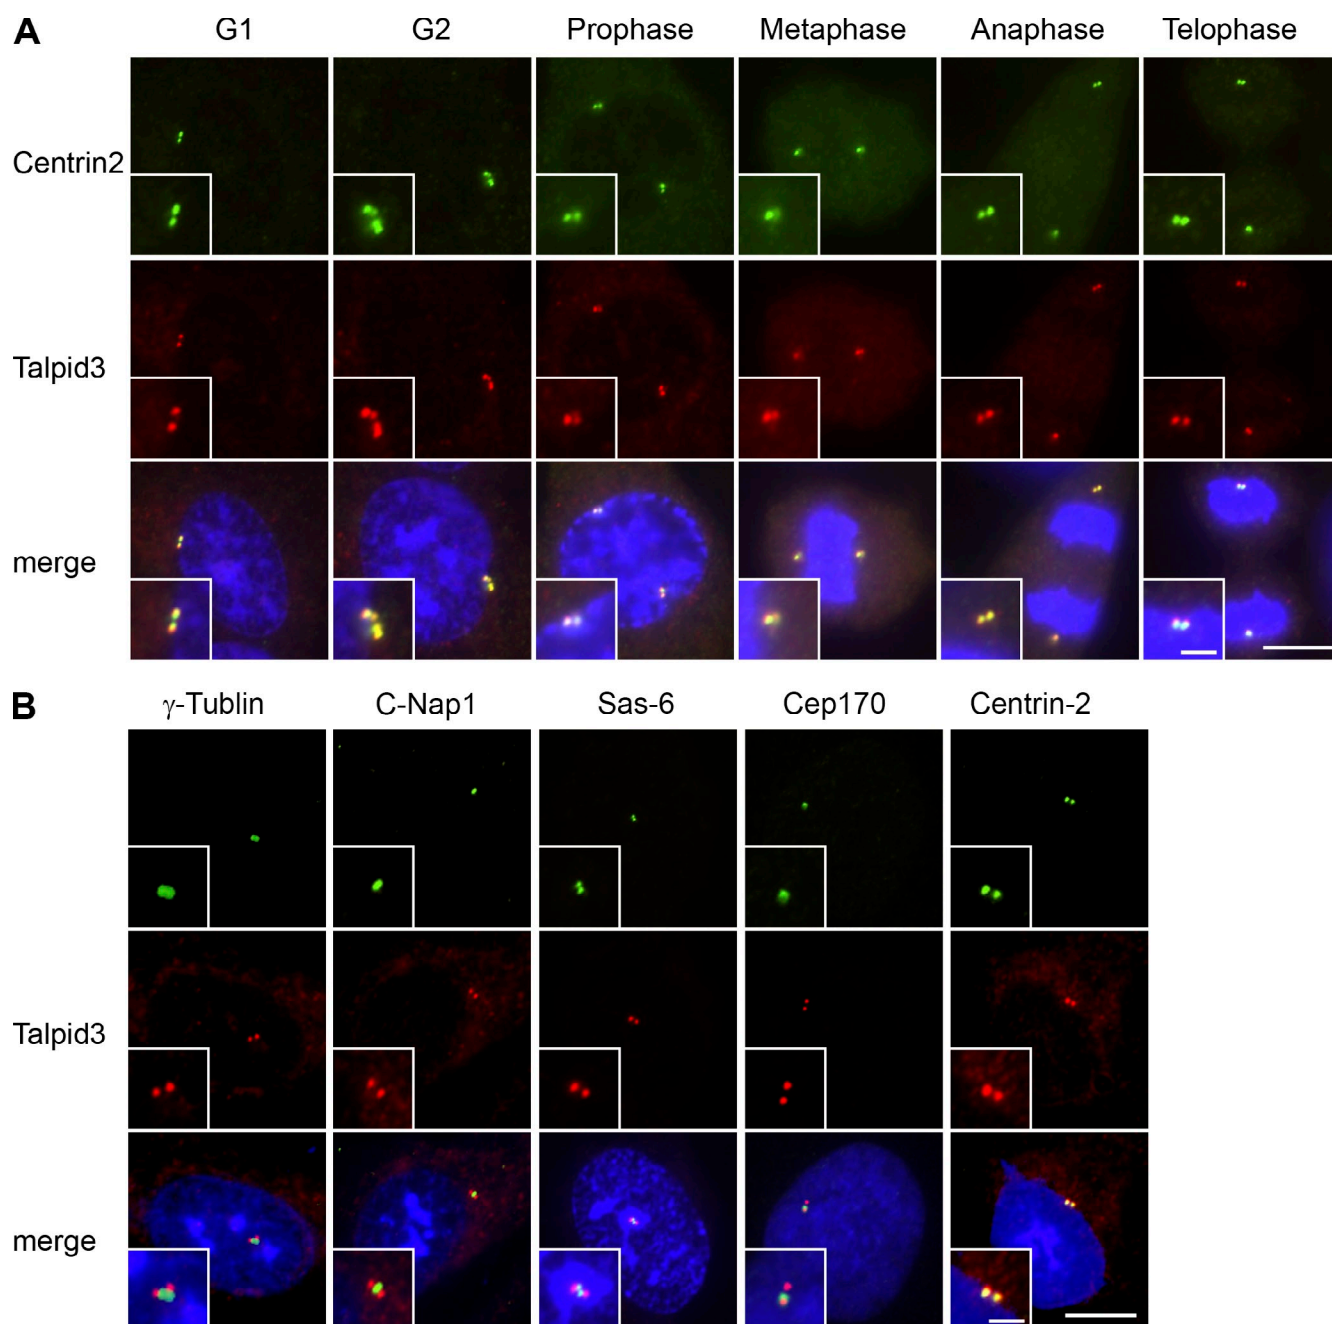 A G1 G2 Prophase Metaphase Anaphase Telophase
Centrin2
Talpid3
merge
B γ-Tublin C-Nap1 Sas-6 Cep170 Centrin-2
Talpid3
merge